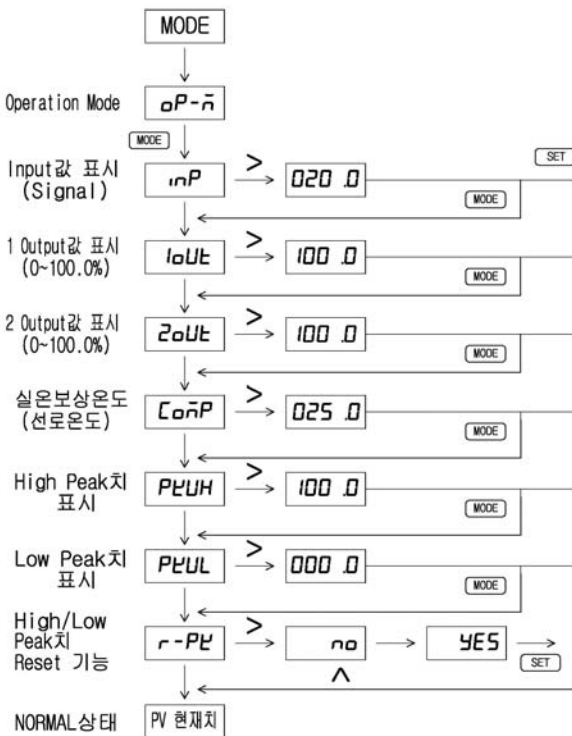 MODE
Operation Mode
oP-n̄
MODE
Input값 표시
(Signal)
inP
>
020.0
SET
MODE
1 Output값 표시
(0~100.0%)
1oUt
>
100.0
MODE
2 Output값 표시
(0~100.0%)
2oUt
>
100.0
MODE
실온보상온도
(선로온도)
Con̄P
>
025.0
MODE
High Peak치
표시
PKUH
>
100.0
MODE
Low Peak치
표시
PKUL
>
000.0
MODE
High/Low
Peak치
Reset 기능
r-PK
>
no
YES
SET
∧
NORMAL상태
PV 현재치